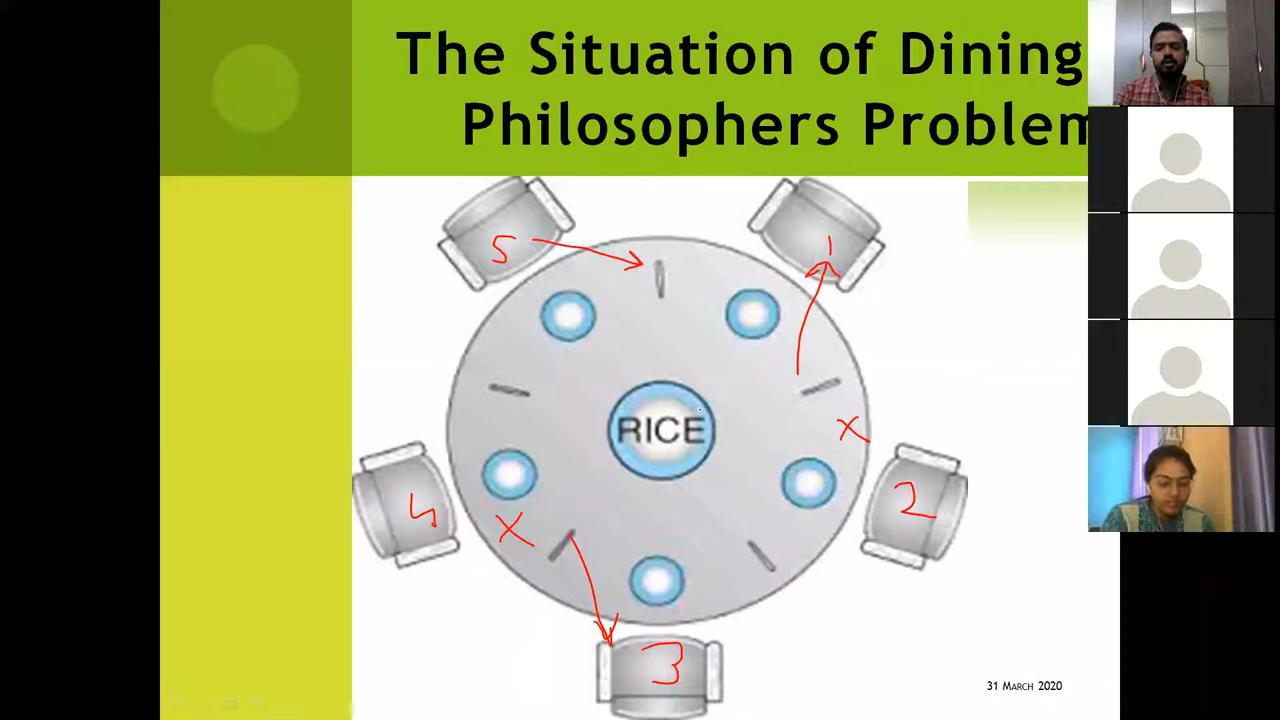 The Situation of Dining
Philosophers Problem
5
1
RICE
x
4
2
x
3
31 MARCH 2020